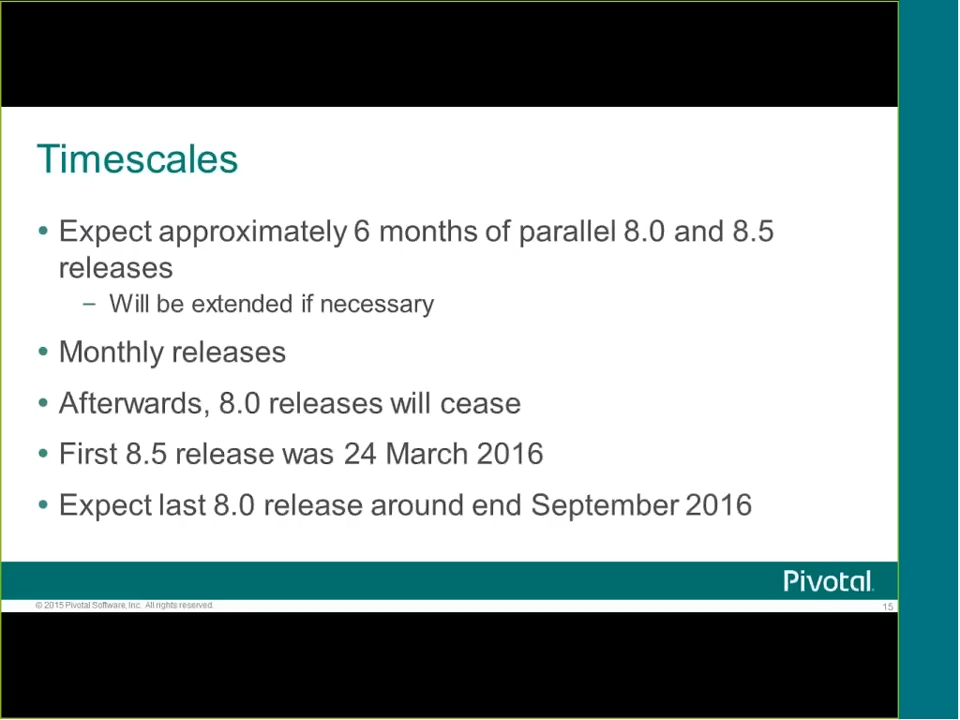 Timescales
• Expect approximately 6 months of parallel 8.0 and 8.5
releases
– Will be extended if necessary
• Monthly releases
• Afterwards, 8.0 releases will cease
• First 8.5 release was 24 March 2016
• Expect last 8.0 release around end September 2016
Pivotal
© 2015 Pivotal Software, Inc. All rights reserved.
15